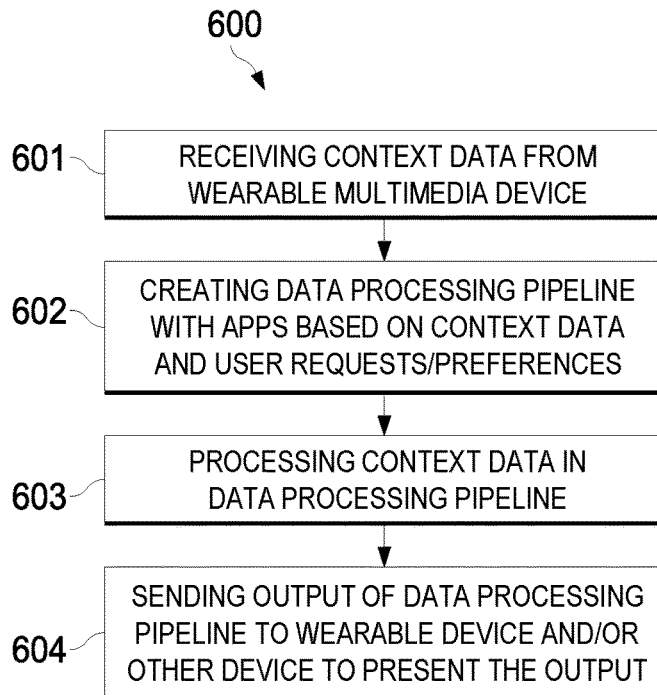 600
601
RECEIVING CONTEXT DATA FROM
WEARABLE MULTIMEDIA DEVICE
602
CREATING DATA PROCESSING PIPELINE
WITH APPS BASED ON CONTEXT DATA
AND USER REQUESTS/PREFERENCES
603
PROCESSING CONTEXT DATA IN
DATA PROCESSING PIPELINE
604
SENDING OUTPUT OF DATA PROCESSING
PIPELINE TO WEARABLE DEVICE AND/OR
OTHER DEVICE TO PRESENT THE OUTPUT